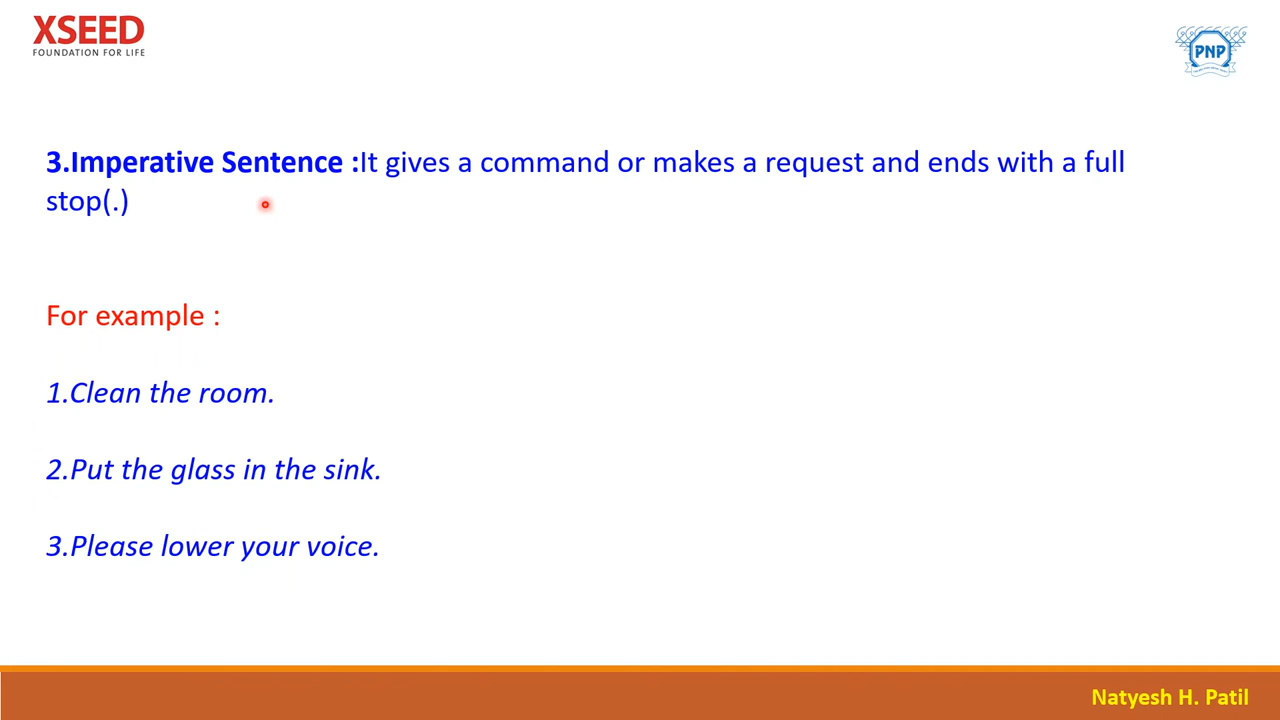 XSEED
FOUNDATION FOR LIFE
PNP
3.Imperative Sentence :It gives a command or makes a request and ends with a full
stop(.)
For example :
1.Clean the room.
2.Put the glass in the sink.
3.Please lower your voice.
Natyesh H. Patil